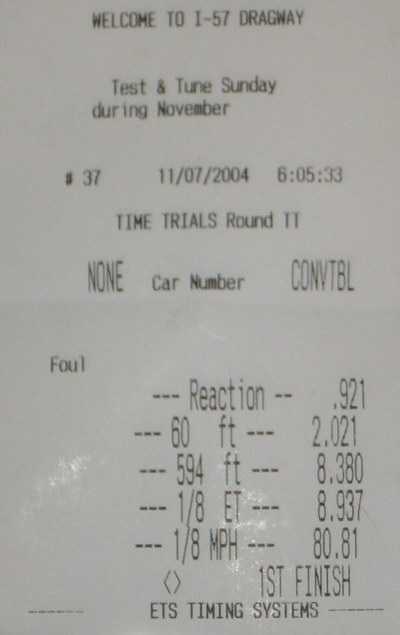 WELCOME TO I-57 DRAGWAY
Test & Tune Sunday
during November
# 37 11/07/2004 6:05:33
TIME TRIALS Round TT
NONE Car Number CONVTBL
Foul
--- Reaction -- .921
--- 60 ft --- 2.021
--- 594 ft --- 8.380
--- 1/8 ET --- 8.937
--- 1/8 MPH --- 80.81
<> 1ST FINISH
------ ETS TIMING SYSTEMS ------